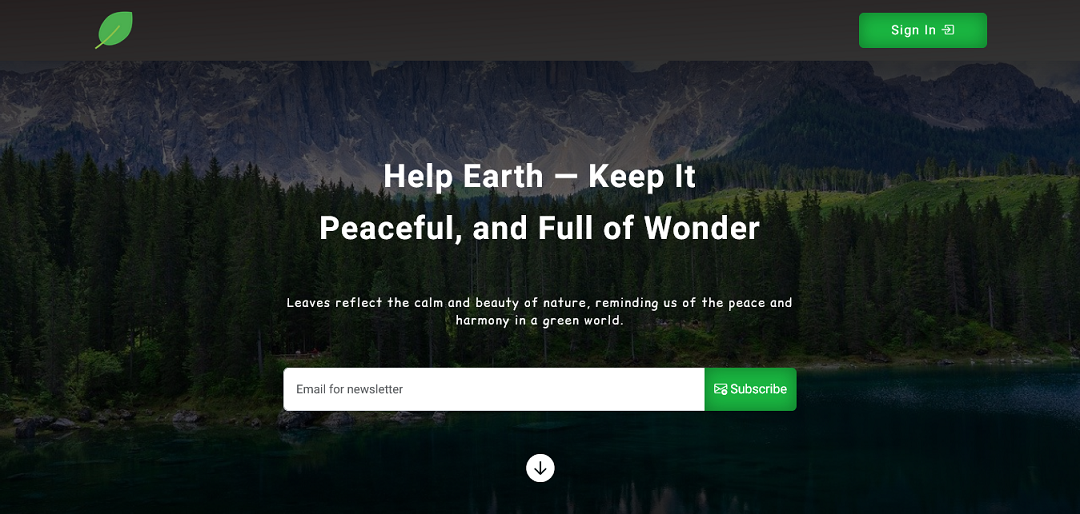 Sign In
Help Earth — Keep It
Peaceful, and Full of Wonder
Leaves reflect the calm and beauty of nature, reminding us of the peace and
harmony in a green world.
Email for newsletter
Subscribe